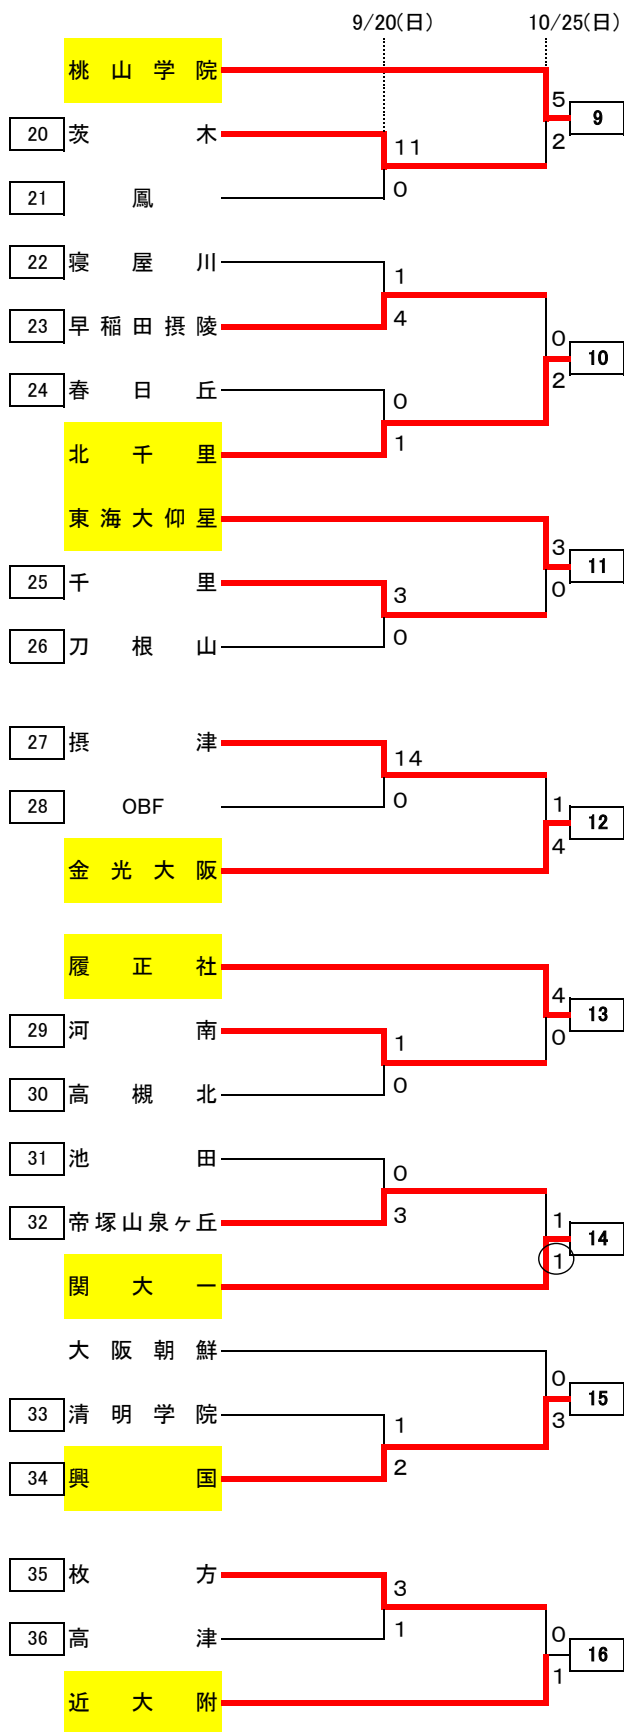 9/20(日) 10/25(日)
桃山学院
5
9
20 茨木
11
2
21 鳳
0
22 寝屋川
1
23 早稲田摂陵
4
0
10
24 春日丘
0
2
北千里
1
東海大仰星
3
11
25 千里
3
0
26 刀根山
0
27 摂津
14
28 OBF
0
1
12
金光大阪
4
履正社
4
13
29 河南
1
0
30 高槻北
0
31 池田
0
32 帝塚山泉ヶ丘
3
1
14
関大一
1
大阪朝鮮
0
15
33 清明学院
1
3
34 興国
2
35 枚方
3
36 高津
1
0
16
近大附
1